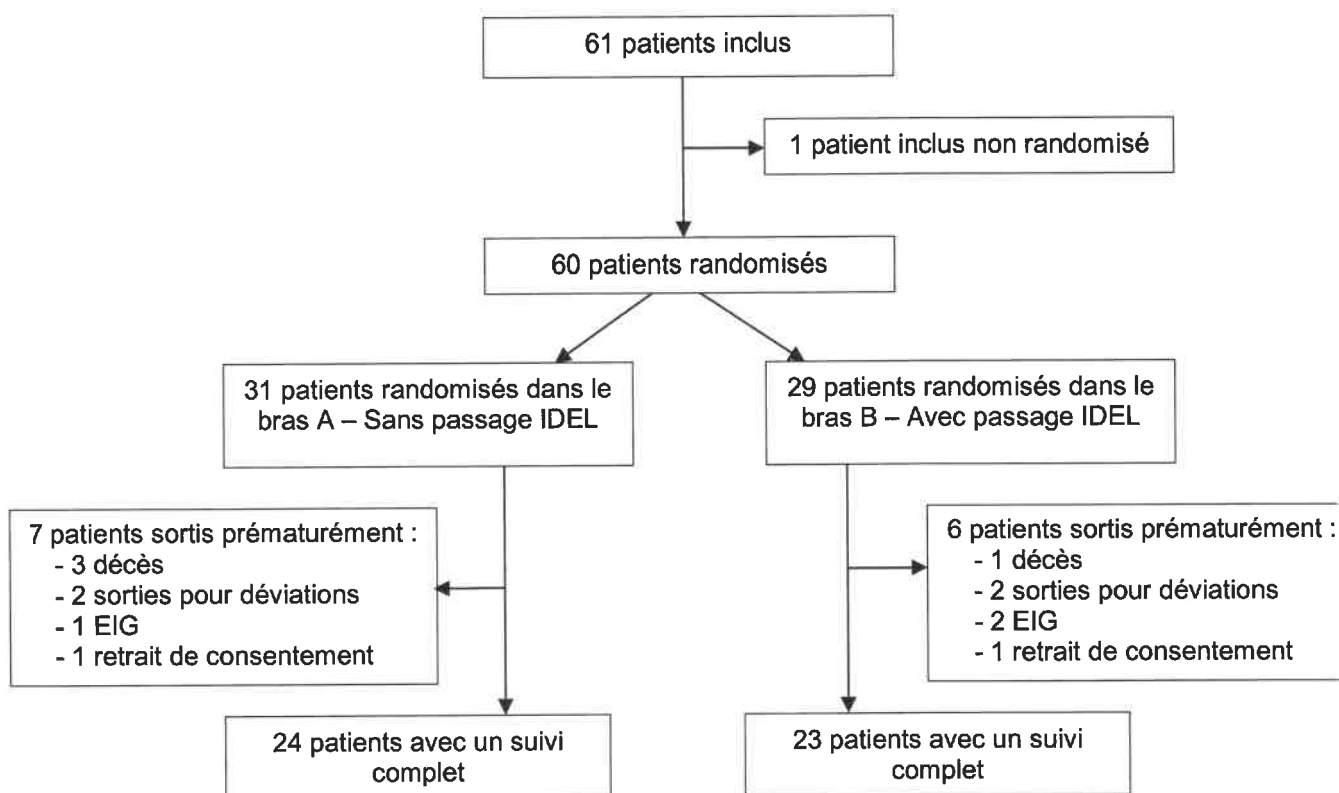 61 patients inclus
1 patient inclus non randomisé
60 patients randomisés
31 patients randomisés dans le
bras A – Sans passage IDEL
29 patients randomisés dans le
bras B – Avec passage IDEL
7 patients sortis prématurément :
- 3 décès
- 2 sorties pour déviations
- 1 EIG
- 1 retrait de consentement
6 patients sortis prématurément :
- 1 décès
- 2 sorties pour déviations
- 2 EIG
- 1 retrait de consentement
24 patients avec un suivi
complet
23 patients avec un suivi
complet